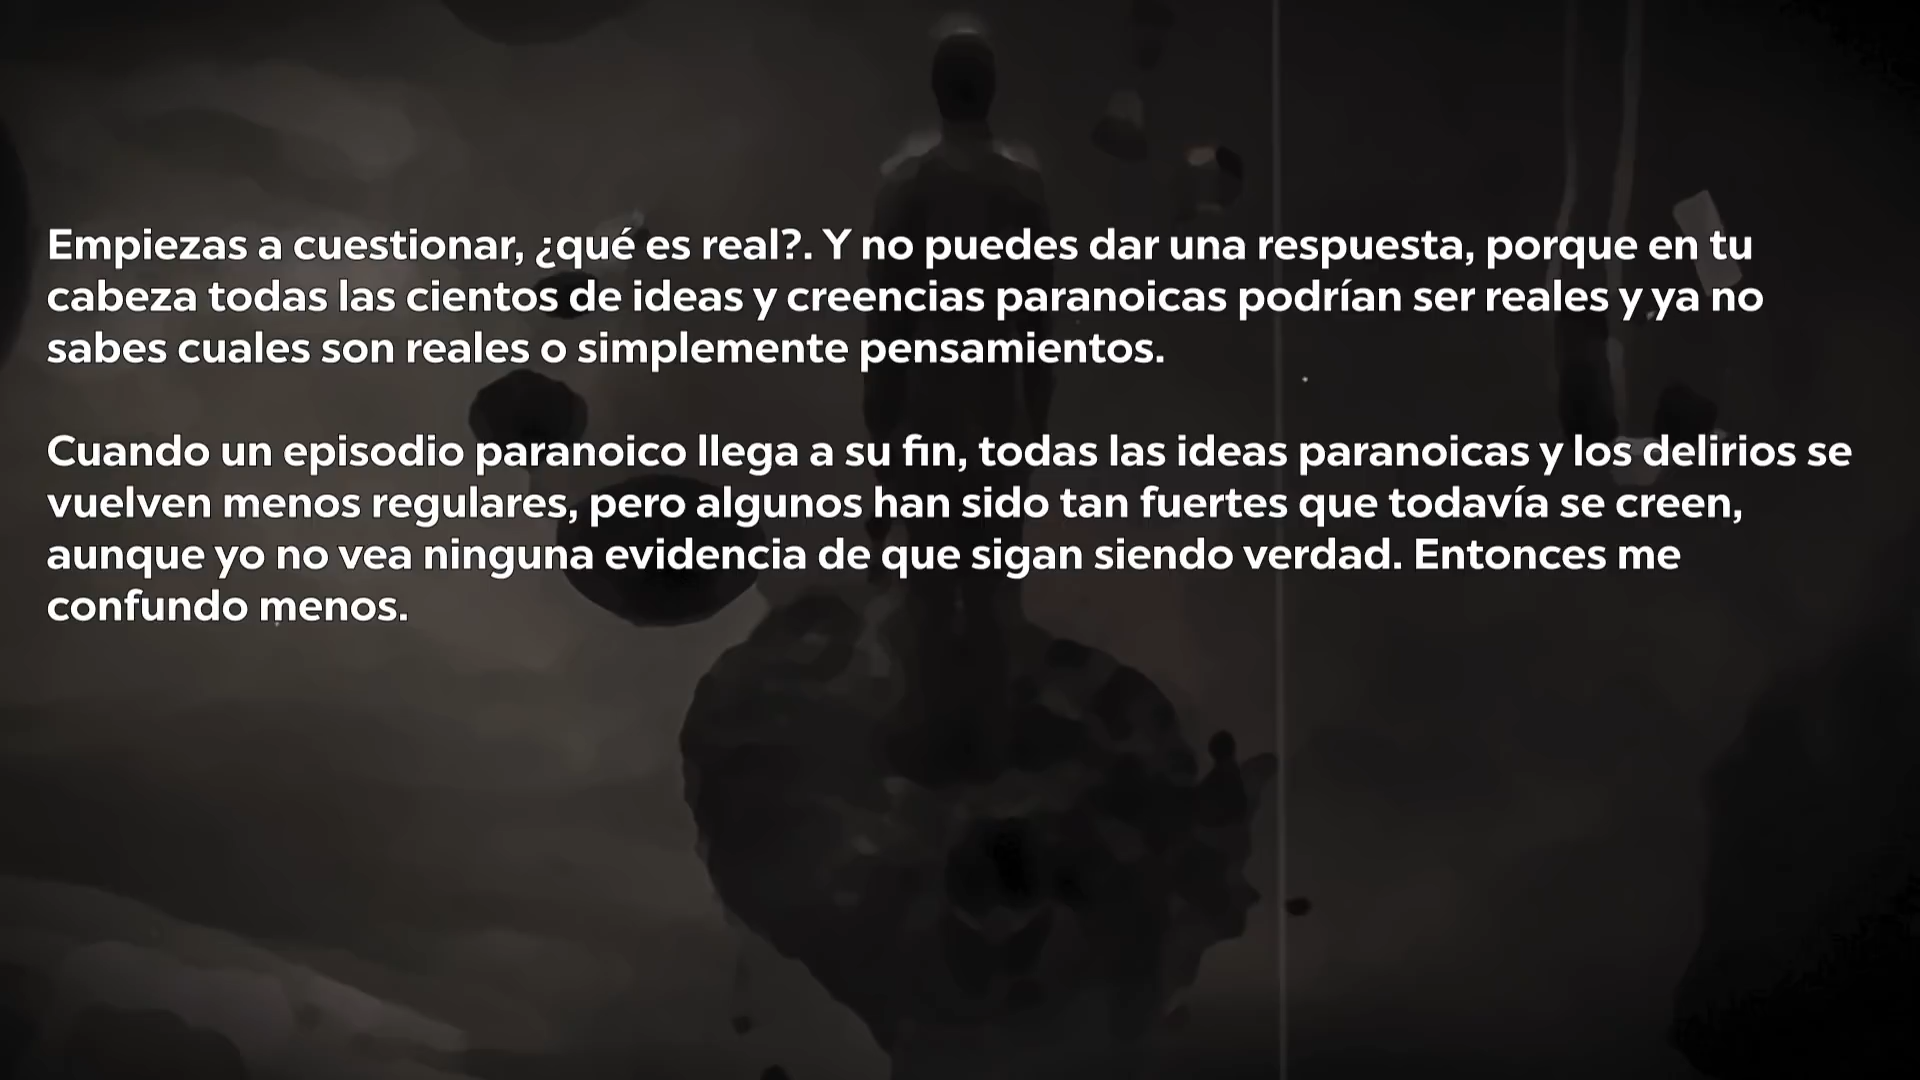 Empiezas a cuestionar, ¿qué es real?. Y no puedes dar una respuesta, porque en tu
cabeza todas las cientos de ideas y creencias paranoicas podrían ser reales y ya no
sabes cuales son reales o simplemente pensamientos.
Cuando un episodio paranoico llega a su fin, todas las ideas paranoicas y los delirios se
vuelven menos regulares, pero algunos han sido tan fuertes que todavía se creen,
aunque yo no vea ninguna evidencia de que sigan siendo verdad. Entonces me
confundo menos.